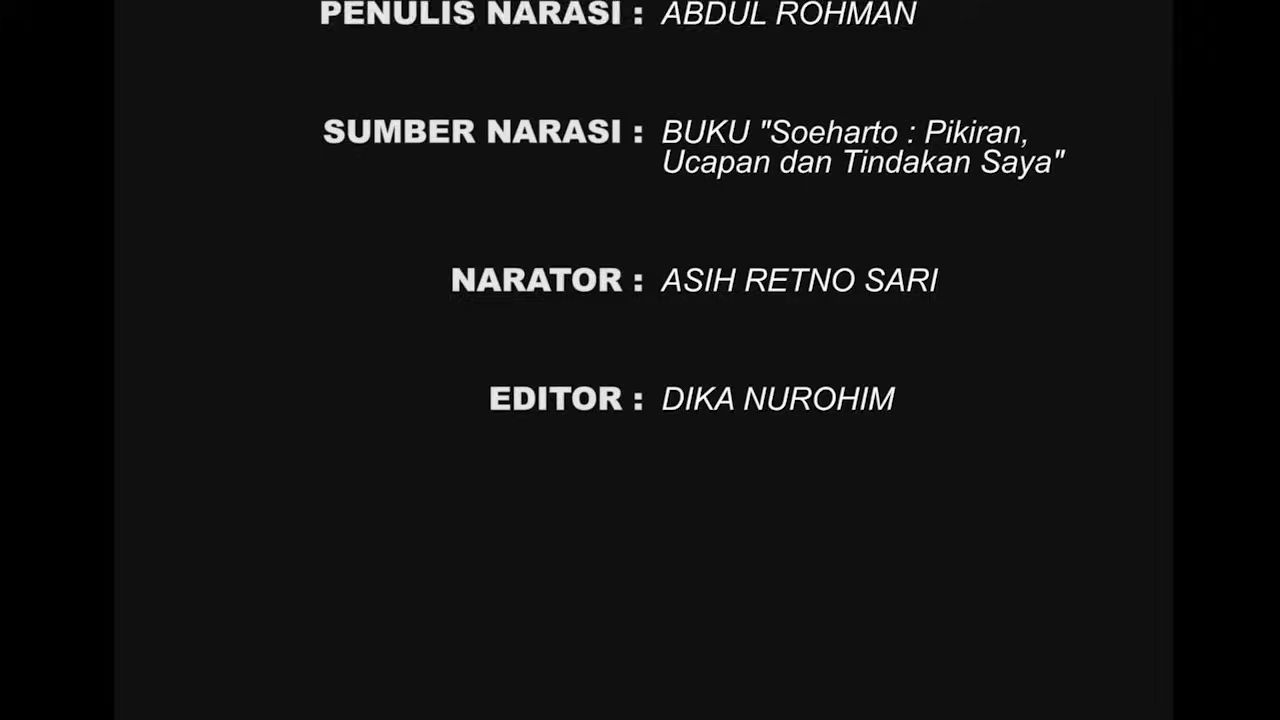 PENULIS NARASI : ABDUL ROHMAN
SUMBER NARASI : BUKU "Soeharto : Pikiran,
Ucapan dan Tindakan Saya"
NARATOR : ASIH RETNO SARI
EDITOR : DIKA NUROHIM